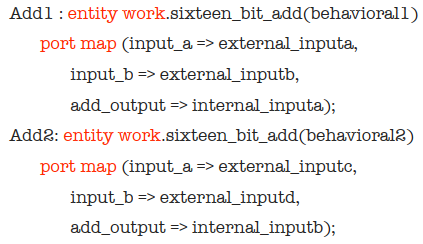 Add1 : entity work.sixteen_bit_add(behavioral1)
port map (input_a => external_inputa,
input_b => external_inputb,
add_output => internal_inputa);
Add2: entity work.sixteen_bit_add(behavioral2)
port map (input_a => external_inputc,
input_b => external_inputd,
add_output => internal_inputb);